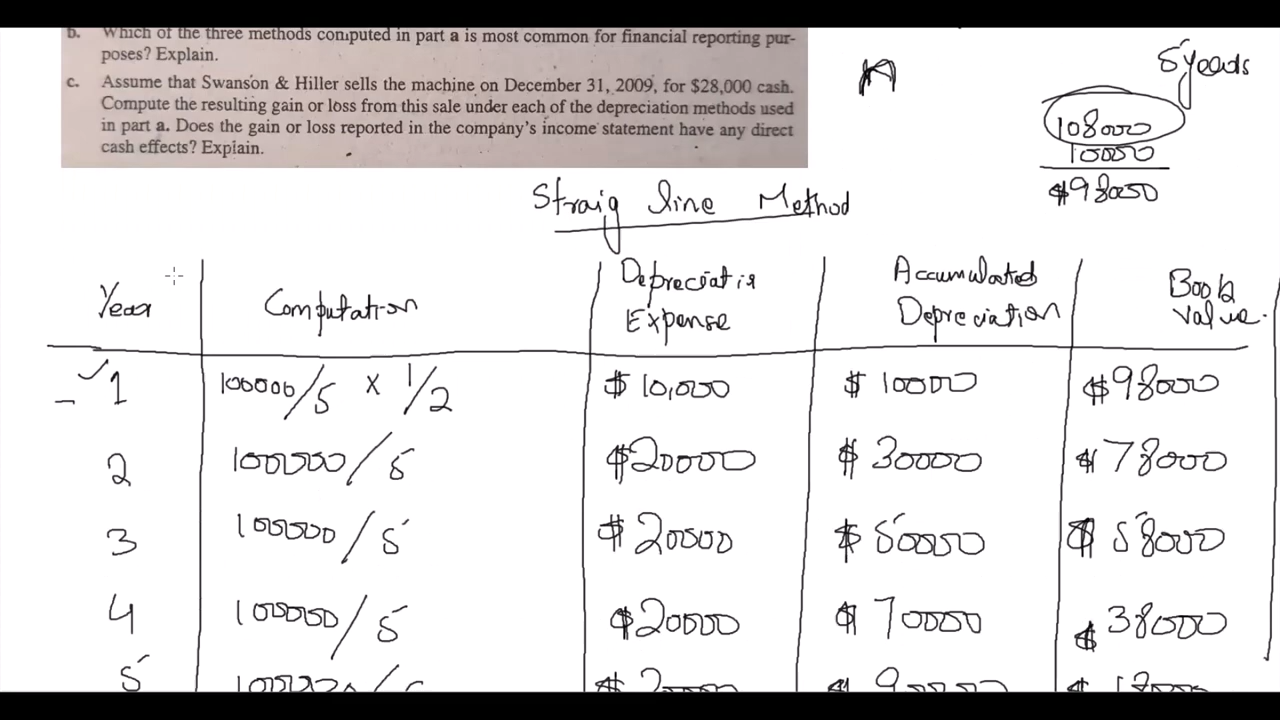 b. Which of the three methods computed in part a is most common for financial reporting pur-
poses? Explain.
c. Assume that Swanson & Hiller sells the machine on December 31, 2009, for $28,000 cash.
Compute the resulting gain or loss from this sale under each of the depreciation methods used
in part a. Does the gain or loss reported in the company's income statement have any direct
cash effects? Explain.
5 years
108000
10000
$98000
Straig line Method
Year
Computation
Depreciatis
Expense
Accumulated
Depreciation
Book
Value.
1 100000/5 x 1/2 $10,000 $10000 $98000
2 100000/5 $20000 $30000 $78000
3 100000/5 $20000 $50000 $58000
4 100000/5 $20000 $70000 $38000
5